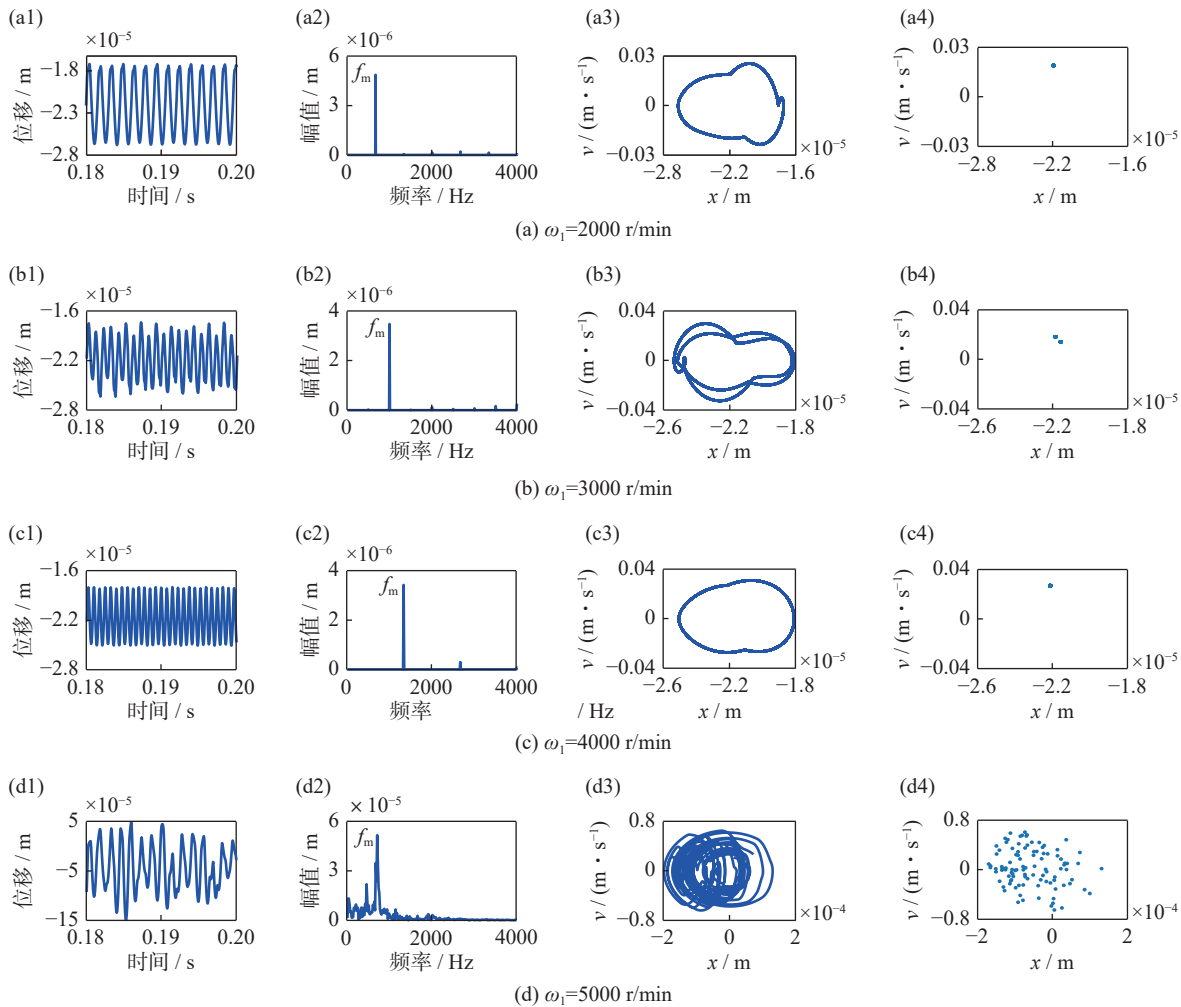 (a1) (a2) (a3) (a4)
×10⁻⁵ ×10⁻⁶
−1.8 −2.3 −2.8
位移 / m
0.18 0.19 0.20
时间 / s
6 3 0
幅值 / m
fₘ
0 2000 4000
频率 / Hz
0.03 0 −0.03
v / (m·s⁻¹)
×10⁻⁵
−2.8 −2.2 −1.6
x / m
0.03 0 −0.03
v / (m·s⁻¹)
×10⁻⁵
−2.8 −2.2 −1.6
x / m
(a) ω₁=2000 r/min
(b1) (b2) (b3) (b4)
×10⁻⁵ ×10⁻⁶
−1.6 −2.2 −2.8
位移 / m
0.18 0.19 0.20
时间 / s
4 2 0
幅值 / m
fₘ
0 2000 4000
频率 / Hz
0.04 0 −0.04
v / (m·s⁻¹)
×10⁻⁵
−2.6 −2.2 −1.8
x / m
0.04 0 −0.04
v / (m·s⁻¹)
×10⁻⁵
−2.6 −2.2 −1.8
x / m
(b) ω₁=3000 r/min
(c1) (c2) (c3) (c4)
×10⁻⁵ ×10⁻⁶
−1.6 −2.2 −2.8
位移 / m
0.18 0.19 0.20
时间 / s
4 2 0
幅值 / m
fₘ
0 2000 4000
频率 / Hz
0.04 0 −0.04
v / (m·s⁻¹)
×10⁻⁵
−2.6 −2.2 −1.8
x / m
0.04 0 −0.04
v / (m·s⁻¹)
×10⁻⁵
−2.6 −2.2 −1.8
x / m
(c) ω₁=4000 r/min
(d1) (d2) (d3) (d4)
×10⁻⁵ × 10⁻⁵
5 −5 −15
位移 / m
0.18 0.19 0.20
时间 / s
6 3 0
幅值 / m
fₘ
0 2000 4000
频率 / Hz
0.8 0 −0.8
v / (m·s⁻¹)
×10⁻⁴
−2 0 2
x / m
0.8 0 −0.8
v / (m·s⁻¹)
×10⁻⁴
−2 0 2
x / m
(d) ω₁=5000 r/min